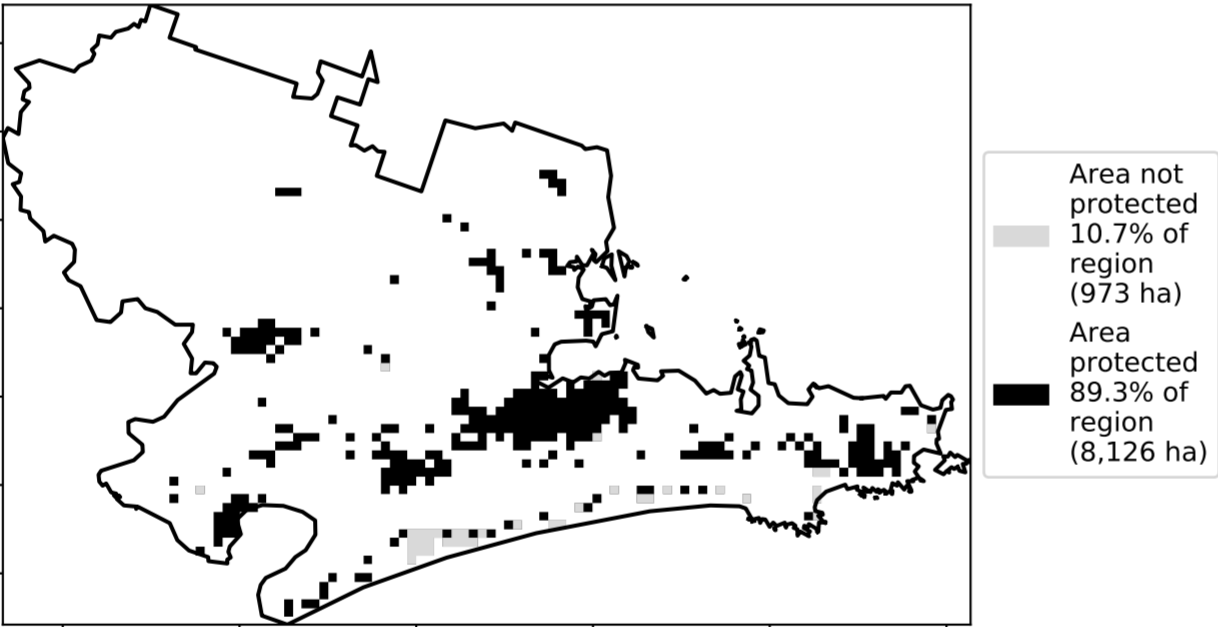 Area not
protected
10.7% of
region
(973 ha)
Area
protected
89.3% of
region
(8,126 ha)